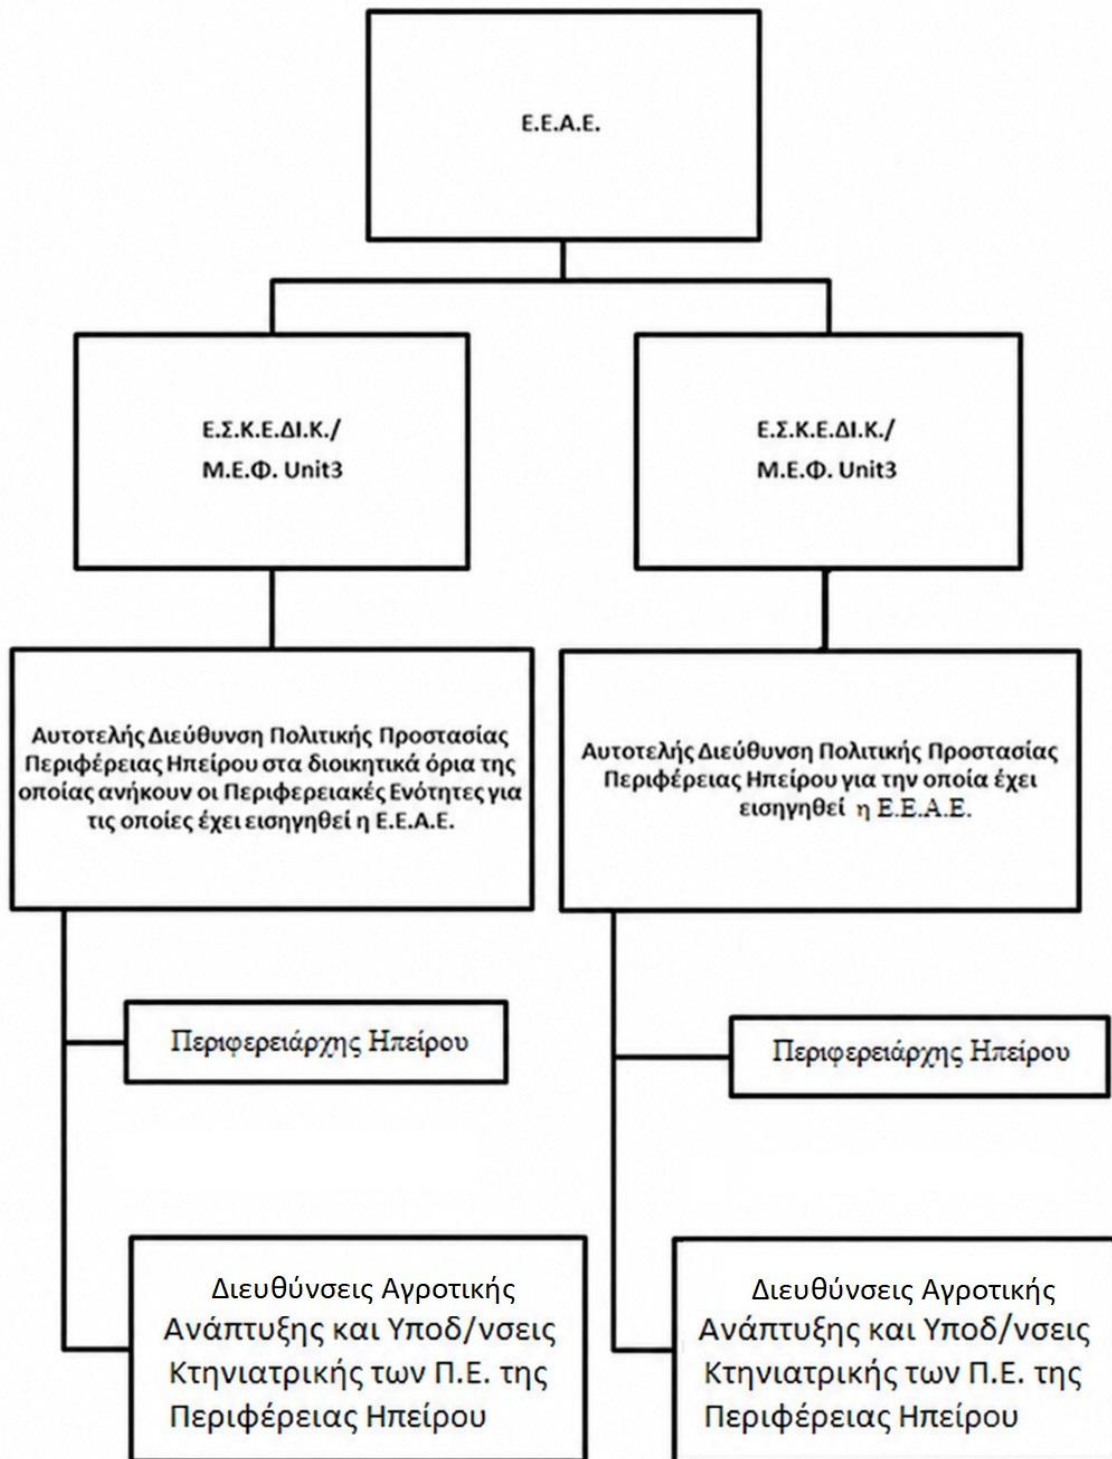 Ε.Ε.Α.Ε.
Ε.Σ.Κ.Ε.ΔΙ.Κ./
Μ.Ε.Φ. Unit3
Ε.Σ.Κ.Ε.ΔΙ.Κ./
Μ.Ε.Φ. Unit3
Αυτοτελής Διεύθυνση Πολιτικής Προστασίας
Περιφέρειας Ηπείρου στα διοικητικά όρια της
οποίας ανήκουν οι Περιφερειακές Ενότητες για
τις οποίες έχει εισηγηθεί η Ε.Ε.Α.Ε.
Αυτοτελής Διεύθυνση Πολιτικής Προστασίας
Περιφέρειας Ηπείρου για την οποία έχει
εισηγηθεί η Ε.Ε.Α.Ε.
Περιφερειάρχης Ηπείρου
Περιφερειάρχης Ηπείρου
Διευθύνσεις Αγροτικής
Ανάπτυξης και Υποδ/νσεις
Κτηνιατρικής των Π.Ε. της
Περιφέρειας Ηπείρου
Διευθύνσεις Αγροτικής
Ανάπτυξης και Υποδ/νσεις
Κτηνιατρικής των Π.Ε. της
Περιφέρειας Ηπείρου